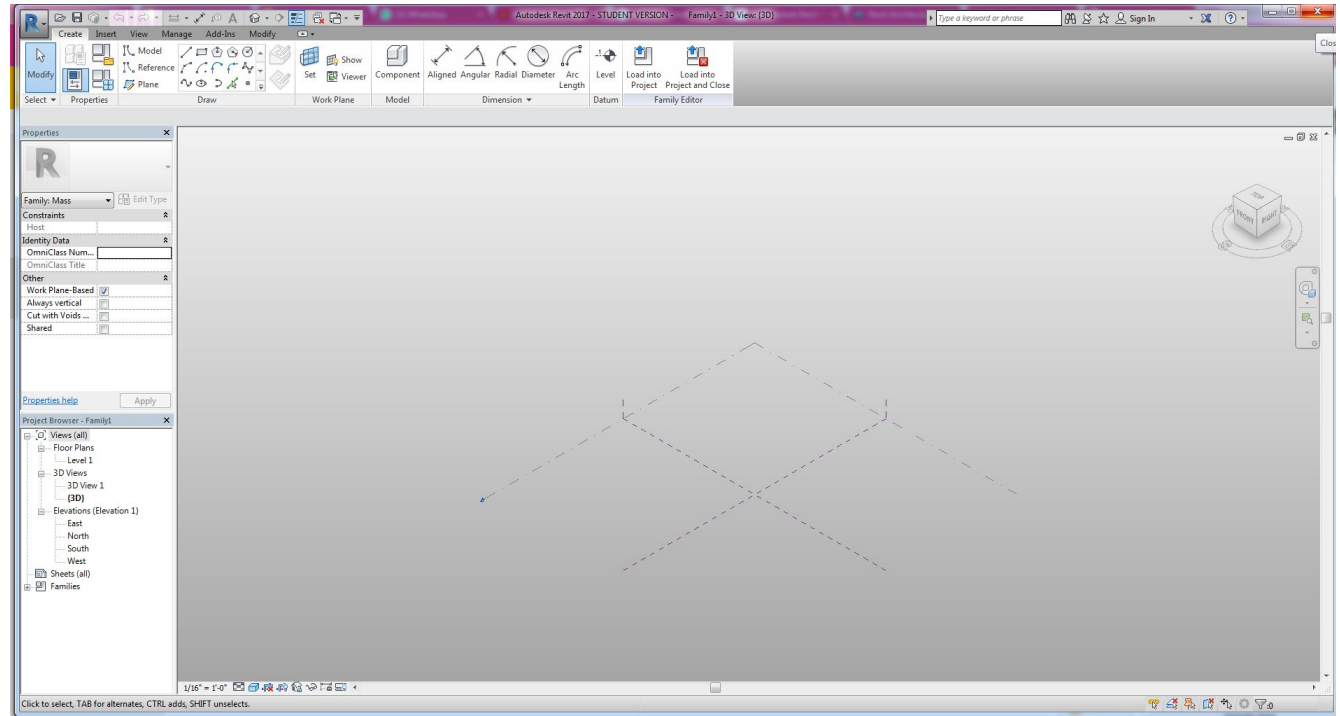 Autodesk Revit 2017 - STUDENT VERSION - Family1 - 3D View: {3D}
Type a keyword or phrase
Sign In
Close
Create Insert View Manage Add-Ins Modify
Modify
Model
Reference
Plane
Set
Show
Viewer
Component
Aligned Angular Radial Diameter Arc Length
Level
Load into Project
Load into Project and Close
Select Properties Draw Work Plane Model Dimension Datum Family Editor
Properties
R
Family: Mass Edit Type
Constraints
Host
Identity Data
OmniClass Num...
OmniClass Title
Other
Work Plane-Based
Always vertical
Cut with Voids ...
Shared
Properties help Apply
TOP
FRONT RIGHT
Project Browser - Family1
Views (all)
Floor Plans
Level 1
3D Views
3D View 1
{3D}
Elevations (Elevation 1)
East
North
South
West
Sheets (all)
Families
1/16" = 1'-0"
Click to select, TAB for alternates, CTRL adds, SHIFT unselects.
:0